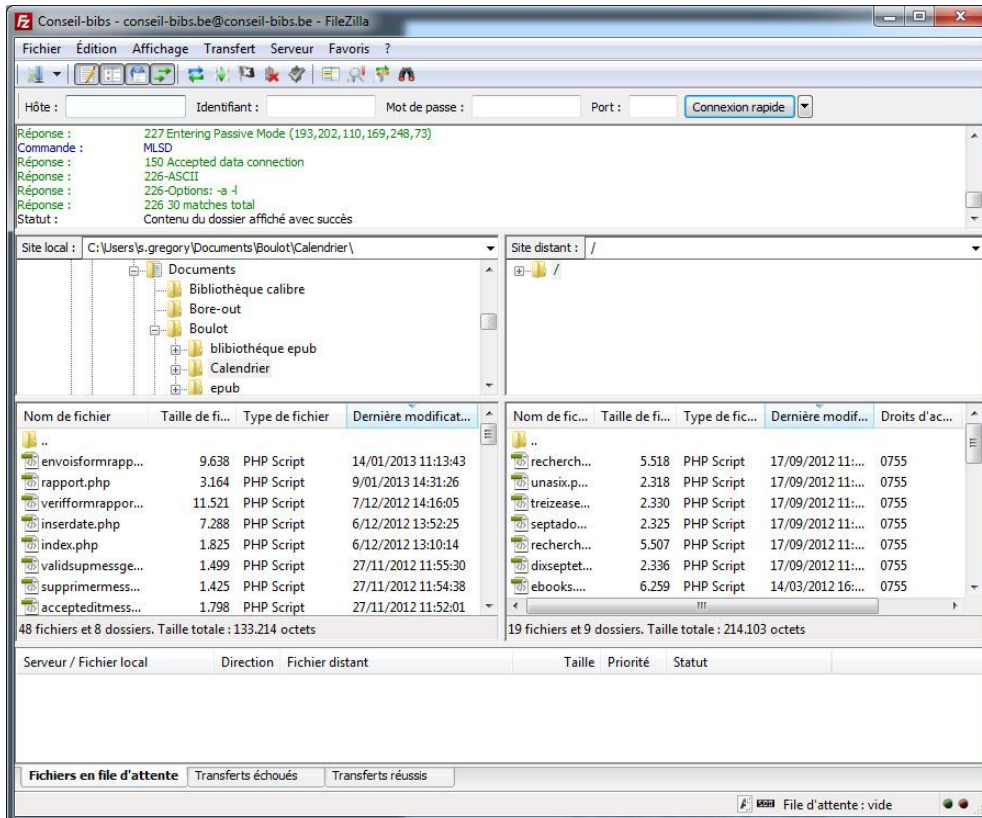 Conseil-bibs - conseil-bibs.be@conseil-bibs.be - FileZilla
Fichier Édition Affichage Transfert Serveur Favoris ?
Hôte : Identifiant : Mot de passe : Port : Connexion rapide
Réponse : 227 Entering Passive Mode (193,202,110,169,248,73)
Commande : MLSD
Réponse : 150 Accepted data connection
Réponse : 226-ASCII
Réponse : 226-Options: -a -l
Réponse : 226 30 matches total
Statut : Contenu du dossier affiché avec succès
Site local : C:\Users\s.gregory\Documents\Boulot\Calendrier\
Documents
Bibliothèque calibre
Bore-out
Boulot
blibiothéque epub
Calendrier
epub
Site distant : /
/
Nom de fichier Taille de fi... Type de fichier Dernière modificat...
..
envoisformrapp... 9.638 PHP Script 14/01/2013 11:13:43
rapport.php 3.164 PHP Script 9/01/2013 14:31:26
verifformrappor... 11.521 PHP Script 7/12/2012 14:16:05
inserdate.php 7.288 PHP Script 6/12/2012 13:52:25
index.php 1.825 PHP Script 6/12/2012 13:10:14
validsupmessge... 1.499 PHP Script 27/11/2012 11:55:30
supprimermess... 1.425 PHP Script 27/11/2012 11:54:38
accepteditmess... 1.798 PHP Script 27/11/2012 11:52:01
48 fichiers et 8 dossiers. Taille totale : 133.214 octets
Nom de fic... Taille de fi... Type de fic... Dernière modif... Droits d'ac...
..
recherch... 5.518 PHP Script 17/09/2012 11:... 0755
unasix.p... 2.318 PHP Script 17/09/2012 11:... 0755
treizease... 2.330 PHP Script 17/09/2012 11:... 0755
septado... 2.325 PHP Script 17/09/2012 11:... 0755
recherch... 5.507 PHP Script 17/09/2012 11:... 0755
dixseptet... 2.336 PHP Script 17/09/2012 11:... 0755
ebooks.... 6.259 PHP Script 14/03/2012 16:... 0755
19 fichiers et 9 dossiers. Taille totale : 214.103 octets
Serveur / Fichier local Direction Fichier distant Taille Priorité Statut
Fichiers en file d'attente Transferts échoués Transferts réussis
File d'attente : vide